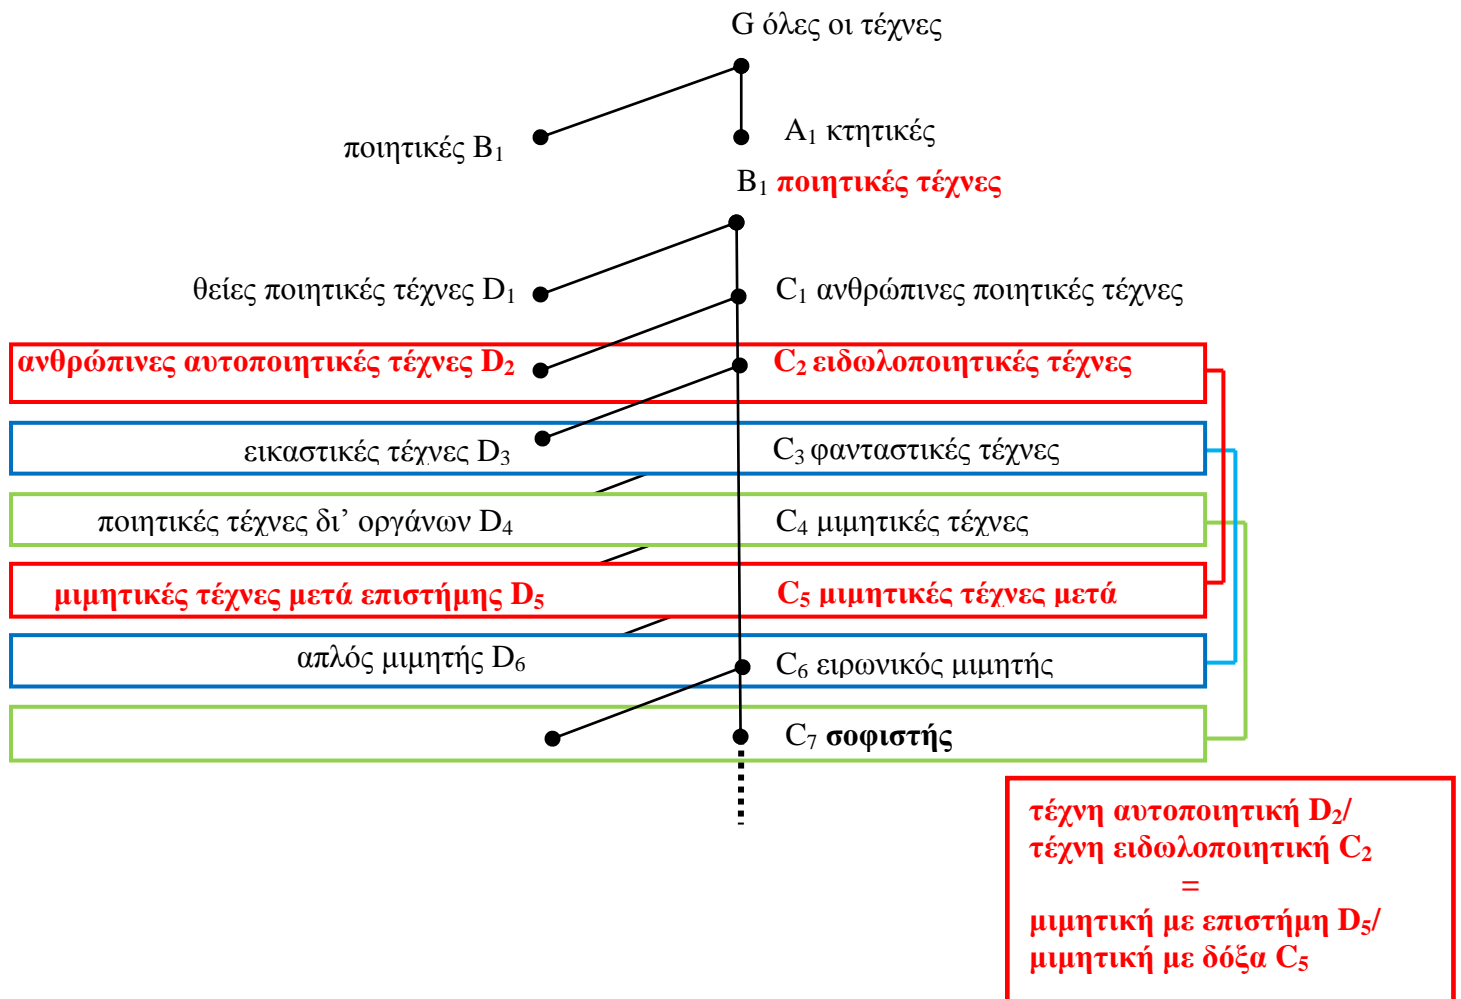 G όλες οι τέχνες
ποιητικές B₁ A₁ κτητικές
B₁ ποιητικές τέχνες
θείες ποιητικές τέχνες D₁ C₁ ανθρώπινες ποιητικές τέχνες
ανθρώπινες αυτοποιητικές τέχνες D₂ C₂ ειδωλοποιητικές τέχνες
εικαστικές τέχνες D₃ C₃ φανταστικές τέχνες
ποιητικές τέχνες δι’ οργάνων D₄ C₄ μιμητικές τέχνες
μιμητικές τέχνες μετά επιστήμης D₅ C₅ μιμητικές τέχνες μετά
απλός μιμητής D₆ C₆ ειρωνικός μιμητής
C₇ σοφιστής
τέχνη αυτοποιητική D₂/
τέχνη ειδωλοποιητική C₂
=
μιμητική με επιστήμη D₅/
μιμητική με δόξα C₅